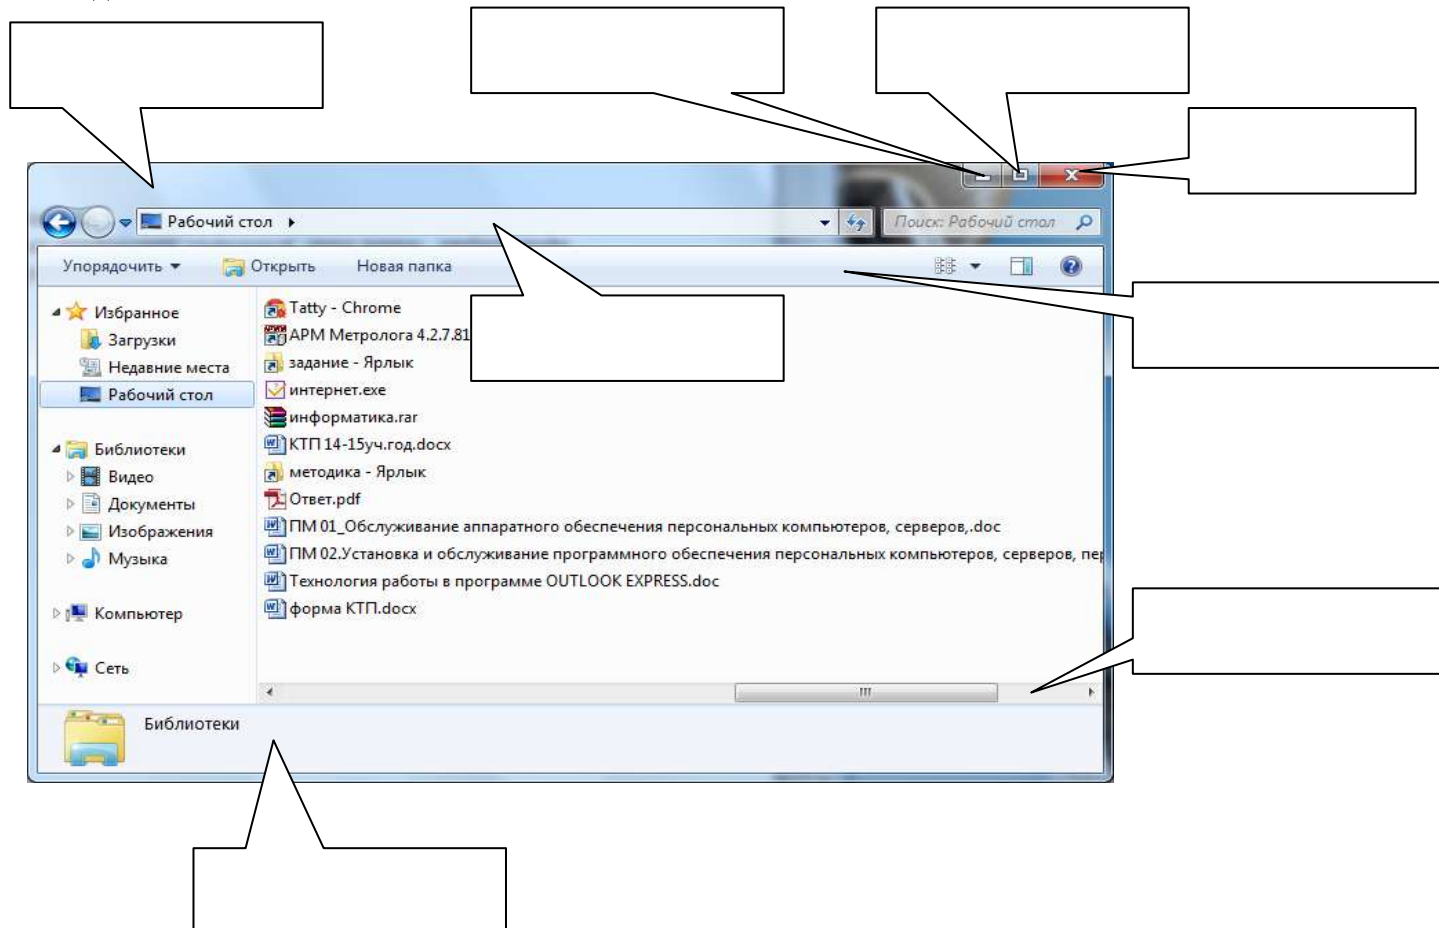 Рабочий стол
Поиск: Рабочий стол
Упорядочить
Открыть
Новая папка
Избранное
Загрузки
Недавние места
Рабочий стол
Библиотеки
Видео
Документы
Изображения
Музыка
Компьютер
Сеть
Tatty - Chrome
АРМ Метролога 4.2.7.81
задание - Ярлык
интернет.exe
информатика.rar
КТП 14-15уч.год.docx
методика - Ярлык
Ответ.pdf
ПМ 01_Обслуживание аппаратного обеспечения персональных компьютеров, серверов,.doc
ПМ 02.Установка и обслуживание программного обеспечения персональных компьютеров, серверов, пер
Технология работы в программе OUTLOOK EXPRESS.doc
форма КТП.docx
Библиотеки